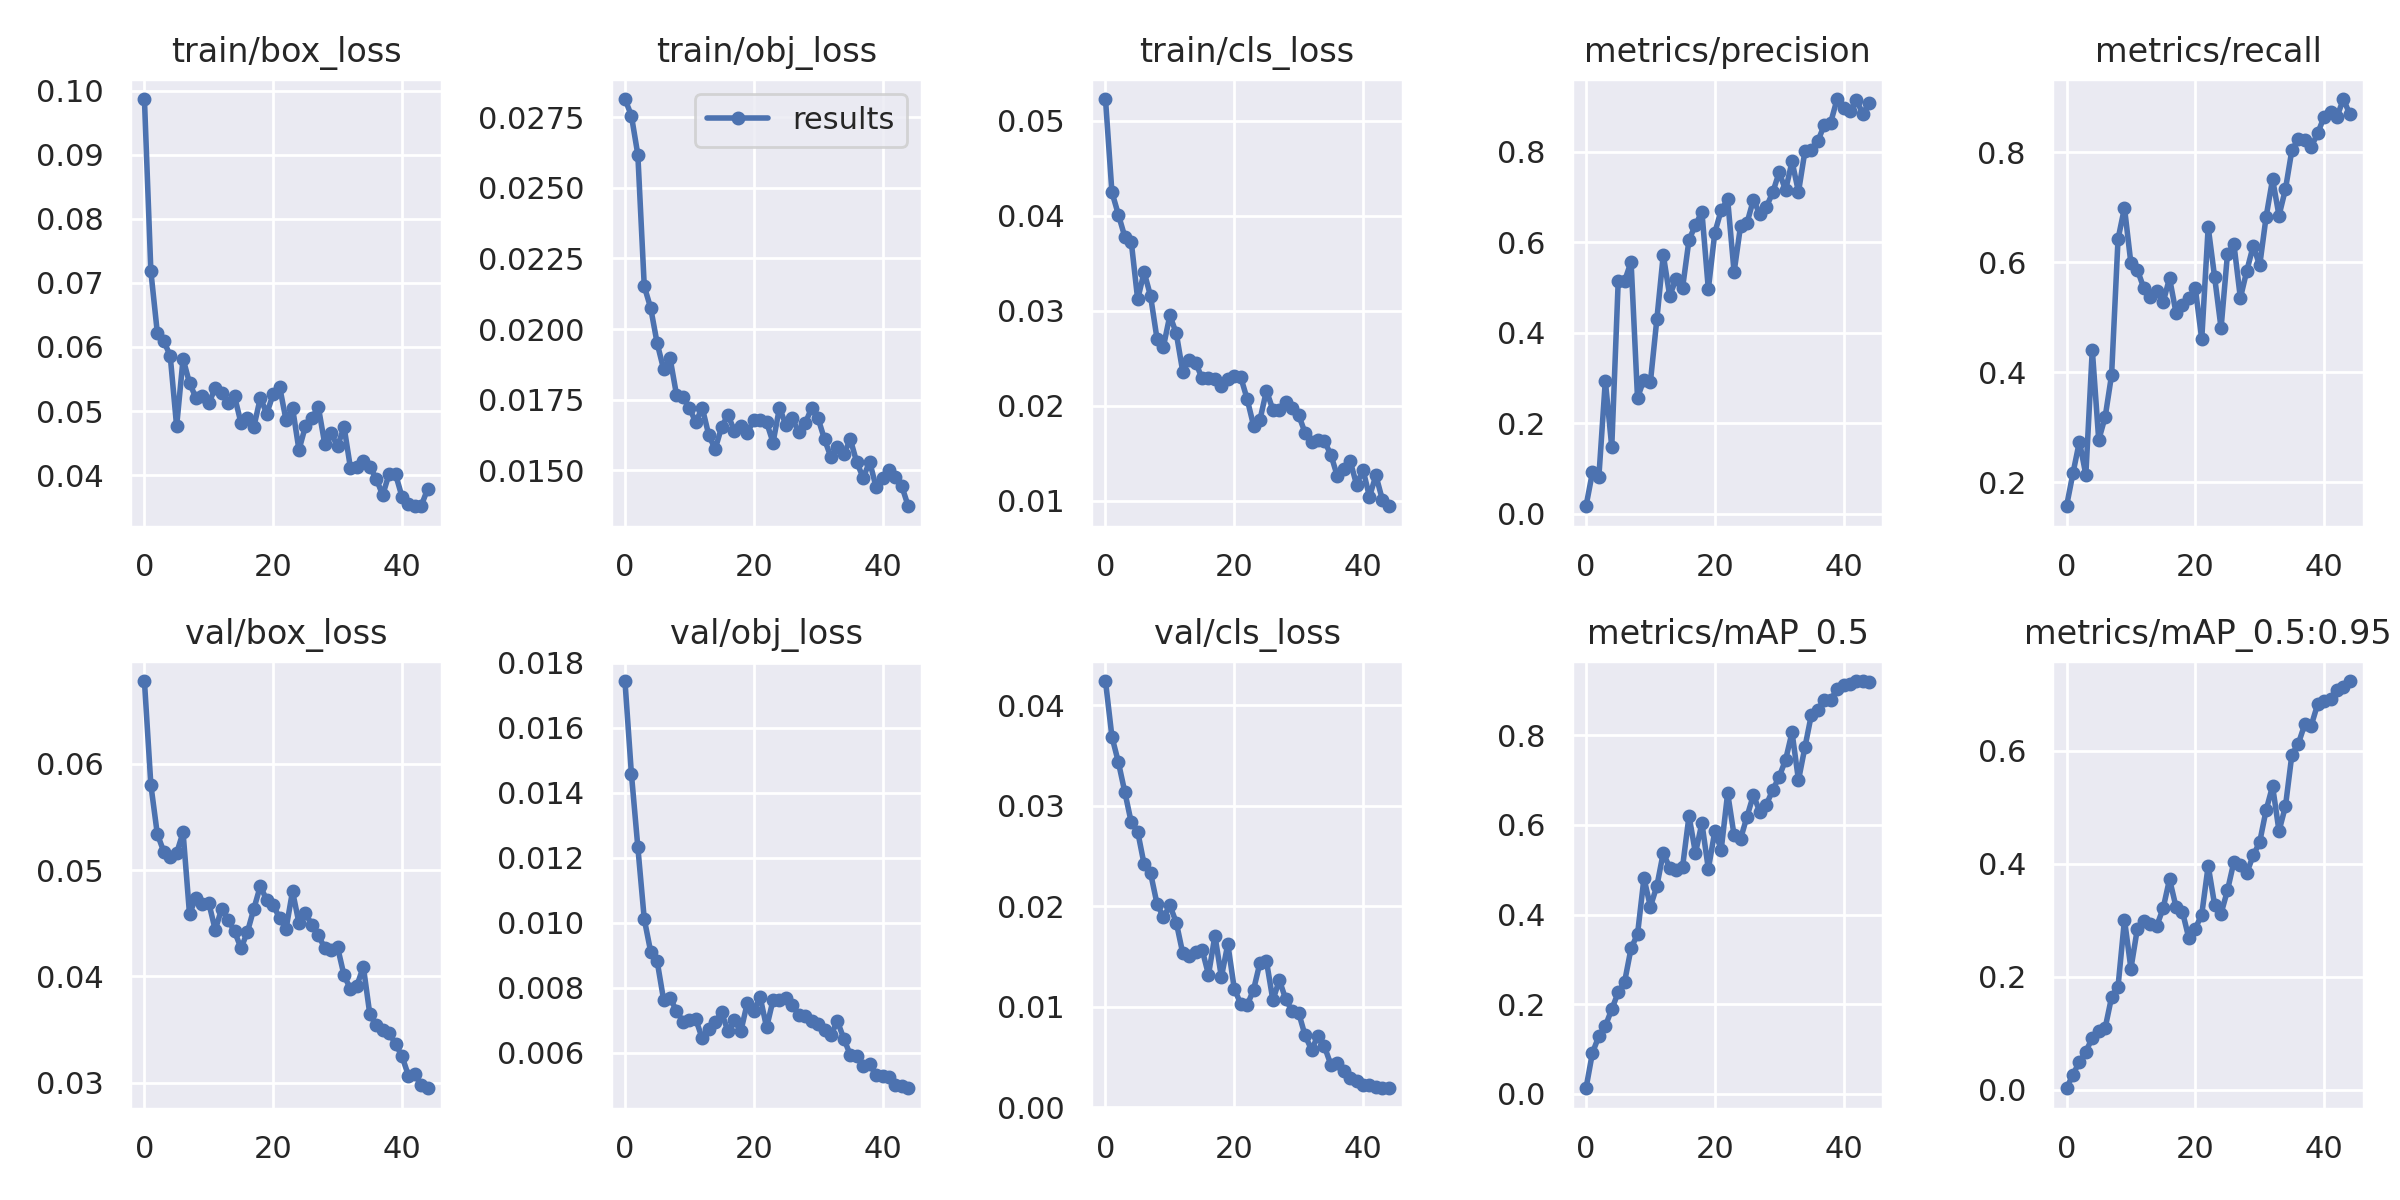 train/box_loss
train/obj_loss
train/cls_loss
metrics/precision
metrics/recall
0.10
0.09
0.08
0.07
0.06
0.05
0.04
0 20 40
0.0275
0.0250
0.0225
0.0200
0.0175
0.0150
results
0 20 40
0.05
0.04
0.03
0.02
0.01
0 20 40
0.8
0.6
0.4
0.2
0.0
0 20 40
0.8
0.6
0.4
0.2
0 20 40
val/box_loss
val/obj_loss
val/cls_loss
metrics/mAP_0.5
metrics/mAP_0.5:0.95
0.06
0.05
0.04
0.03
0 20 40
0.018
0.016
0.014
0.012
0.010
0.008
0.006
0 20 40
0.04
0.03
0.02
0.01
0.00
0 20 40
0.8
0.6
0.4
0.2
0.0
0 20 40
0.6
0.4
0.2
0.0
0 20 40